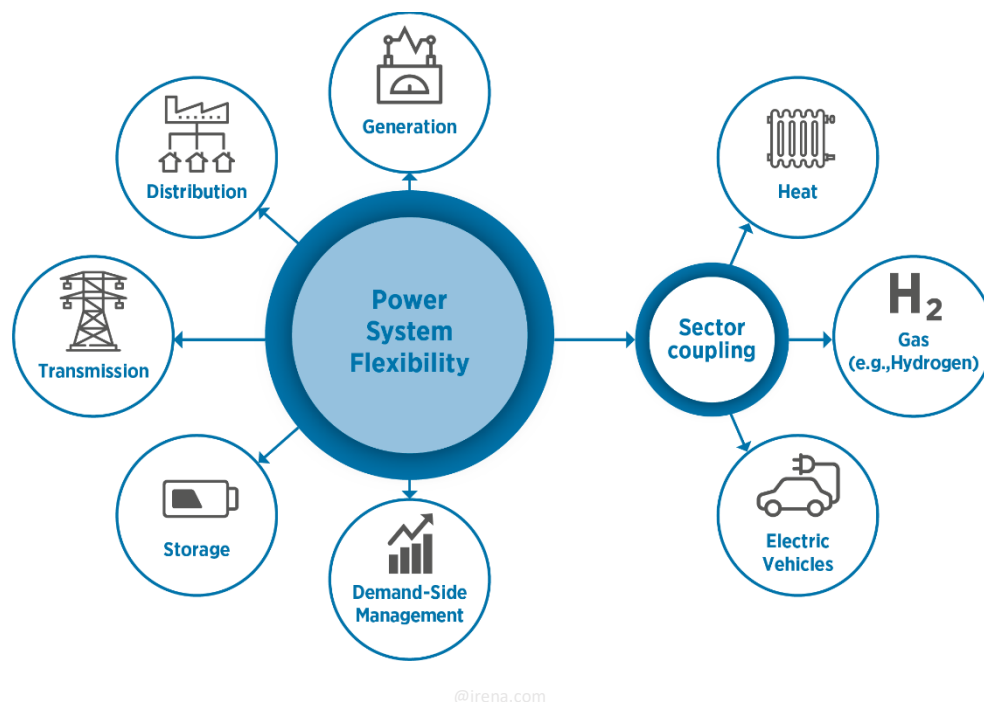 Generation
Distribution
Heat
Power
System
Flexibility
Sector
coupling
H2
Gas
(e.g.,Hydrogen)
Transmission
Storage
Demand-Side
Management
Electric
Vehicles
@irena.com